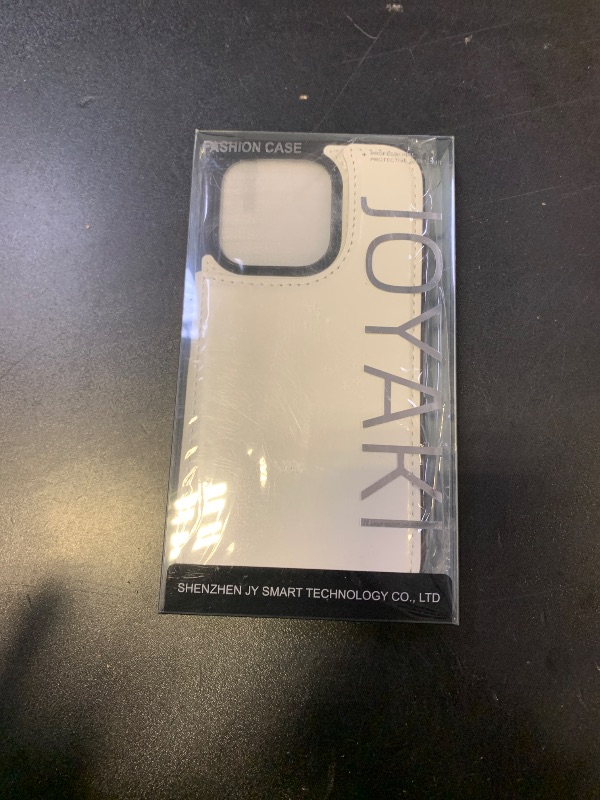 FASHION CASE
JOYAKI
SHENZHEN JY SMART TECHNOLOGY CO., LTD